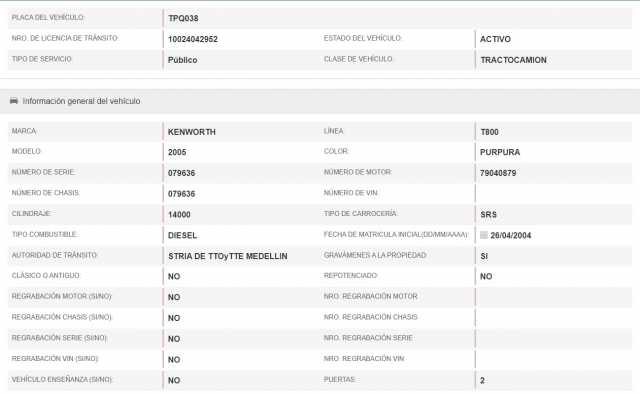 PLACA DEL VEHÍCULO: TPQ038
NRO. DE LICENCIA DE TRÁNSITO: 10024042952 ESTADO DEL VEHÍCULO: ACTIVO
TIPO DE SERVICIO: Público CLASE DE VEHÍCULO: TRACTOCAMION
Información general del vehículo
MARCA: KENWORTH LÍNEA: T800
MODELO: 2005 COLOR: PURPURA
NÚMERO DE SERIE: 079636 NÚMERO DE MOTOR: 79040879
NÚMERO DE CHASIS: 079636 NÚMERO DE VIN:
CILINDRAJE: 14000 TIPO DE CARROCERÍA: SRS
TIPO COMBUSTIBLE: DIESEL FECHA DE MATRICULA INICIAL(DD/MM/AAAA): 26/04/2004
AUTORIDAD DE TRÁNSITO: STRIA DE TTOyTTE MEDELLIN GRAVÁMENES A LA PROPIEDAD: SI
CLÁSICO O ANTIGUO: NO REPOTENCIADO: NO
REGRABACIÓN MOTOR (SI/NO): NO NRO. REGRABACIÓN MOTOR
REGRABACIÓN CHASIS (SI/NO): NO NRO. REGRABACIÓN CHASIS
REGRABACIÓN SERIE (SI/NO): NO NRO. REGRABACIÓN SERIE
REGRABACIÓN VIN (SI/NO): NO NRO. REGRABACIÓN VIN
VEHÍCULO ENSEÑANZA (SI/NO): NO PUERTAS: 2